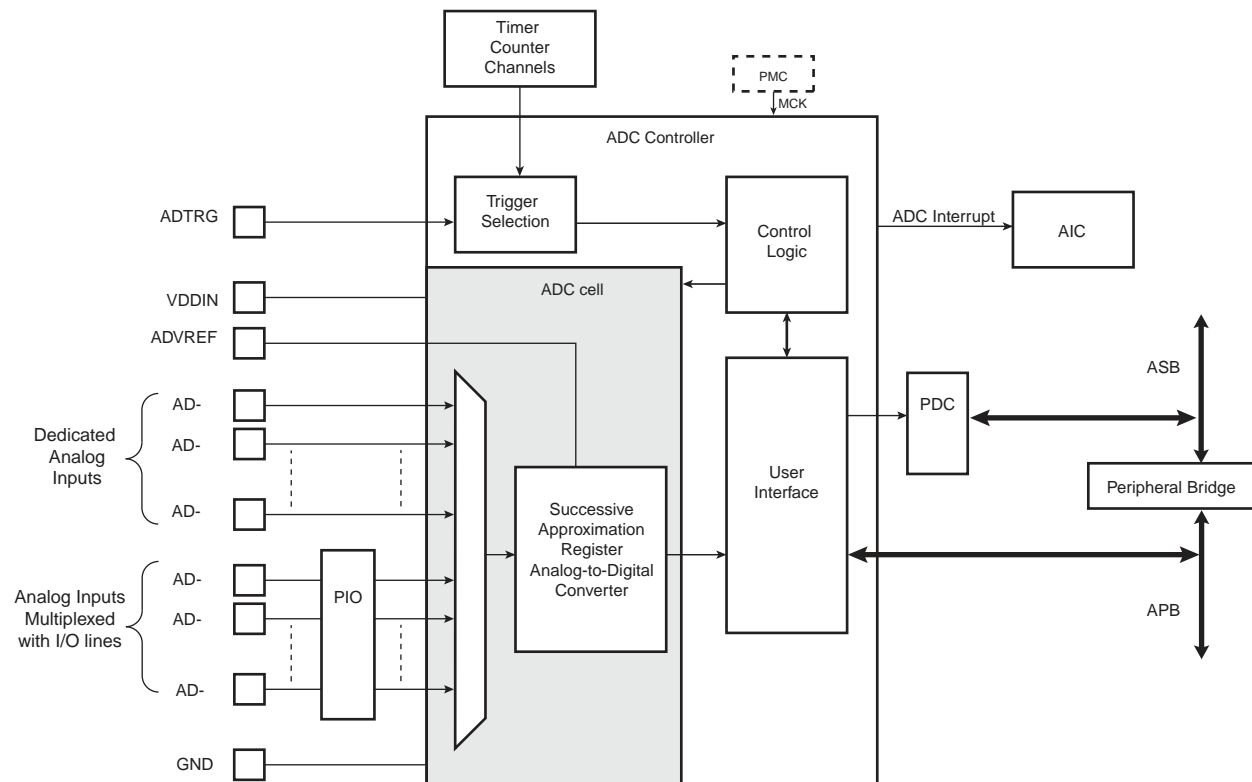 Timer
Counter
Channels
PMC
MCK
ADC Controller
Trigger
Selection
ADTRG
Control
Logic
ADC Interrupt
AIC
ADC cell
VDDIN
ADVREF
ASB
PDC
AD-
Dedicated
Analog
Inputs
AD-
AD-
User
Interface
Peripheral Bridge
Successive
Approximation
Register
Analog-to-Digital
Converter
AD-
Analog Inputs
Multiplexed
with I/O lines
PIO
AD-
AD-
APB
GND